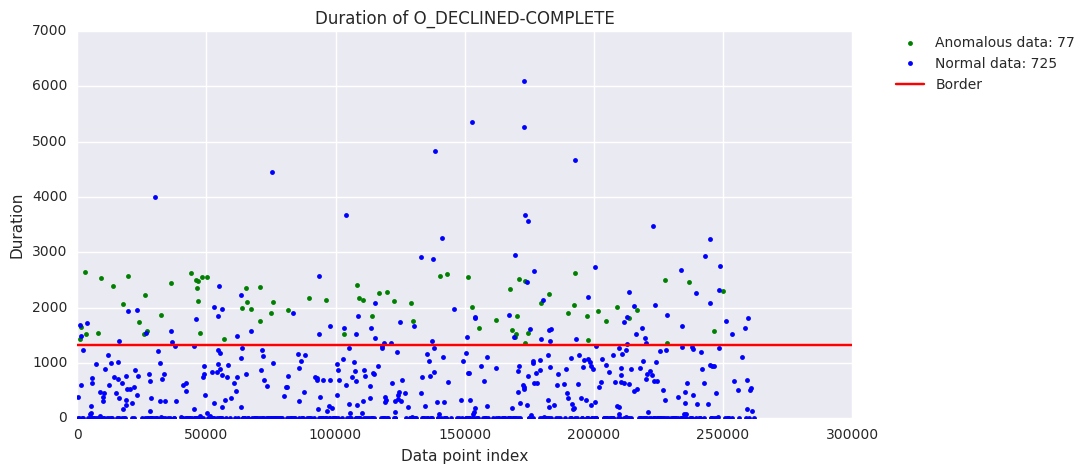 Duration of O_DECLINED-COMPLETE
7000
6000
5000
4000
3000
2000
1000
0
Duration
0 50000 100000 150000 200000 250000 300000
Data point index
Anomalous data: 77
Normal data: 725
Border